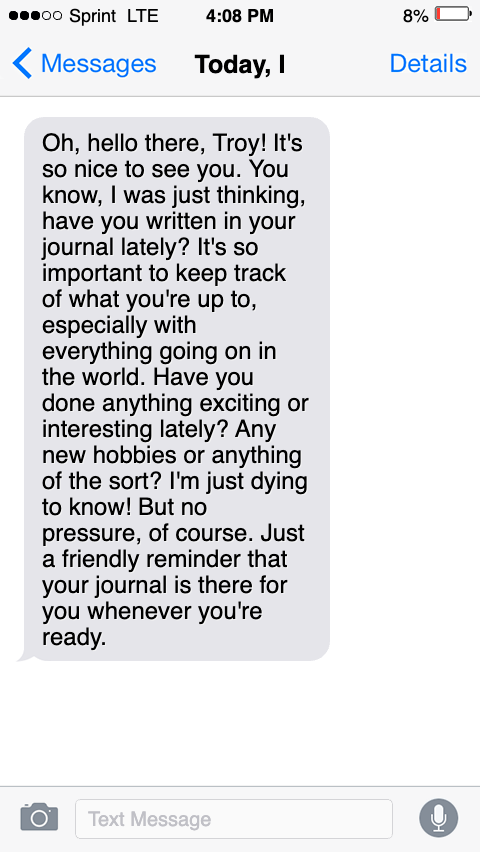 Sprint LTE 4:08 PM 8%
Messages Today, I Details
Oh, hello there, Troy! It's
so nice to see you. You
know, I was just thinking,
have you written in your
journal lately? It's so
important to keep track
of what you're up to,
especially with
everything going on in
the world. Have you
done anything exciting or
interesting lately? Any
new hobbies or anything
of the sort? I'm just dying
to know! But no
pressure, of course. Just
a friendly reminder that
your journal is there for
you whenever you're
ready.
Text Message